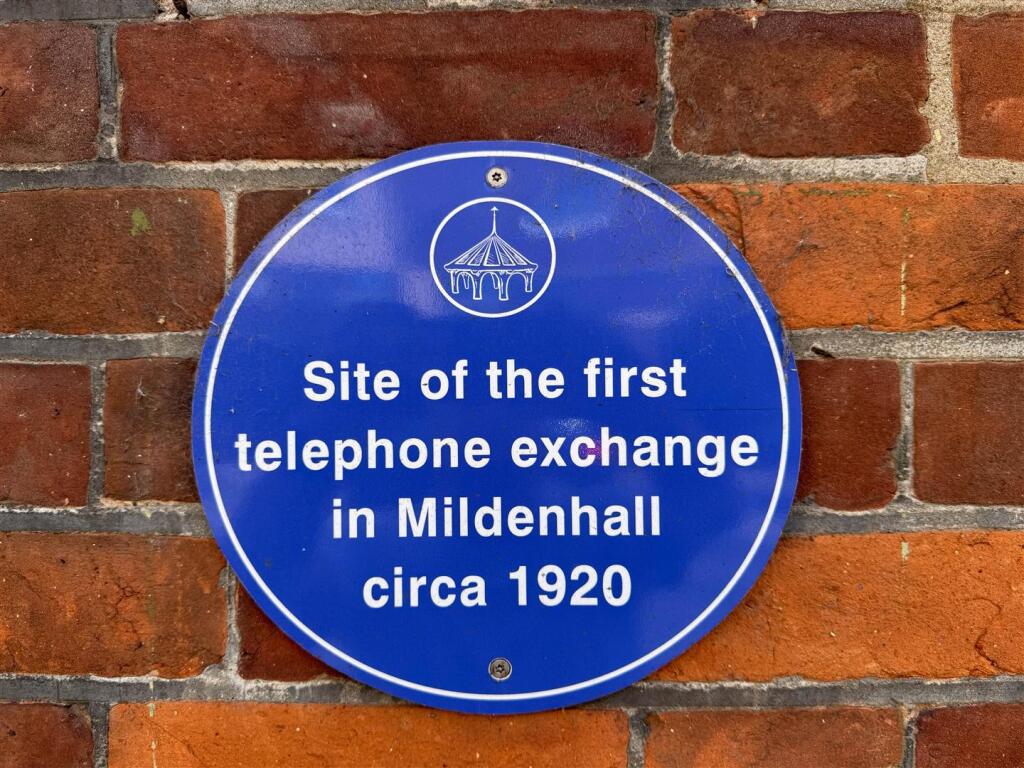 Site of the first
telephone exchange
in Mildenhall
circa 1920